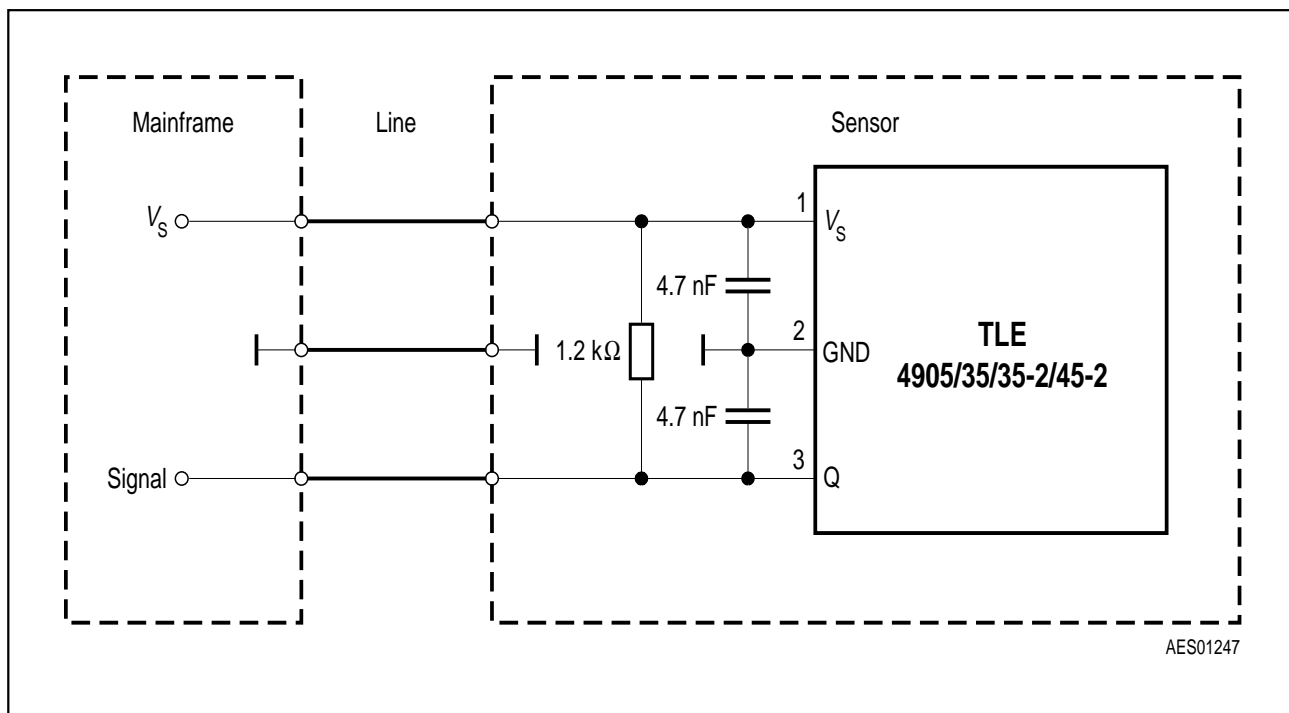 Mainframe
Line
Sensor
V_S
1
V_S
4.7 nF
1.2 kΩ
2
GND
TLE
4905/35/35-2/45-2
4.7 nF
Signal
3
Q
AES01247